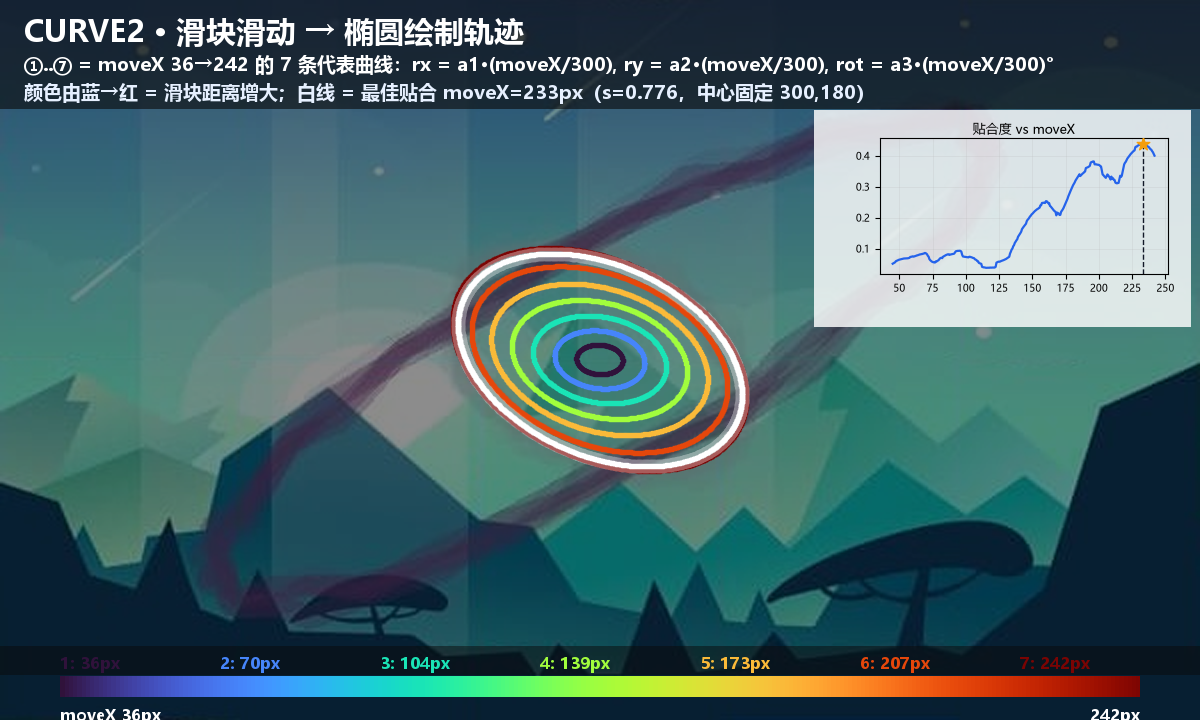 CURVE2 • 滑块滑动 → 椭圆绘制轨迹
①..⑦ = moveX 36→242 的 7 条代表曲线：rx = a1•(moveX/300), ry = a2•(moveX/300), rot = a3•(moveX/300)°
颜色由蓝→红 = 滑块距离增大；白线 = 最佳贴合 moveX=233px（s=0.776，中心固定 300,180）
贴合度 vs moveX
0.4
0.3
0.2
0.1
50 75 100 125 150 175 200 225 250
1: 36px 2: 70px 3: 104px 4: 139px 5: 173px 6: 207px 7: 242px
moveX 36px 242px